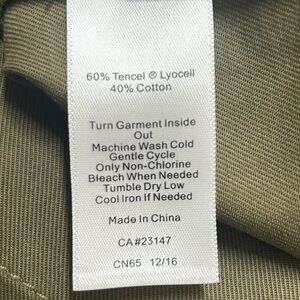 60% Tencel ® Lyocell
40% Cotton
Turn Garment Inside
Out
Machine Wash Cold
Gentle Cycle
Only Non-Chlorine
Bleach When Needed
Tumble Dry Low
Cool Iron If Needed
Made In China
CA#23147
CN65 12/16